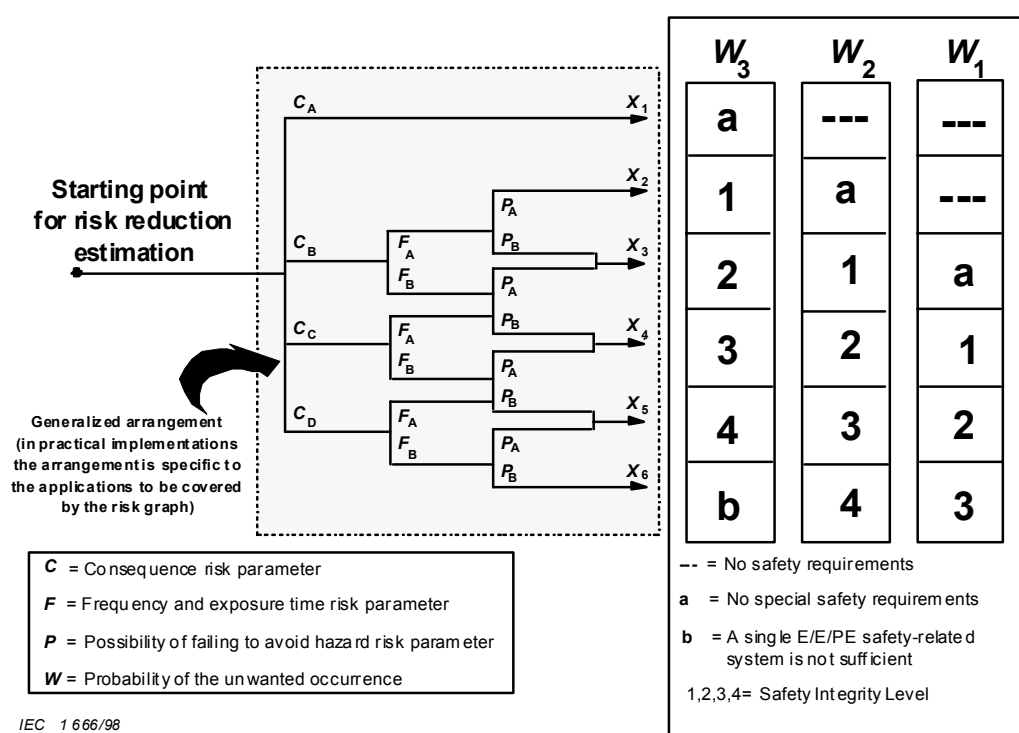 W3 W2 W1
CA X1
a --- ---
X2
Starting point
for risk reduction
estimation
PA
1 a ---
CB FA PB X3
FB PA
2 1 a
PB X4
CC FA
FB PA
3 2 1
PB X5
CD FA
FB PA
4 3 2
PB X6
b 4 3
Generalized arrangement
(in practical implementations
the arrangement is specific to
the applications to be covered
by the risk graph)
C = Consequence risk parameter
F = Frequency and exposure time risk parameter
P = Possibility of failing to avoid hazard risk parameter
W = Probability of the unwanted occurrence
--- = No safety requirements
a = No special safety requirements
b = A single E/E/PE safety-related
system is not sufficient
1,2,3,4= Safety Integrity Level
IEC 1 666/98